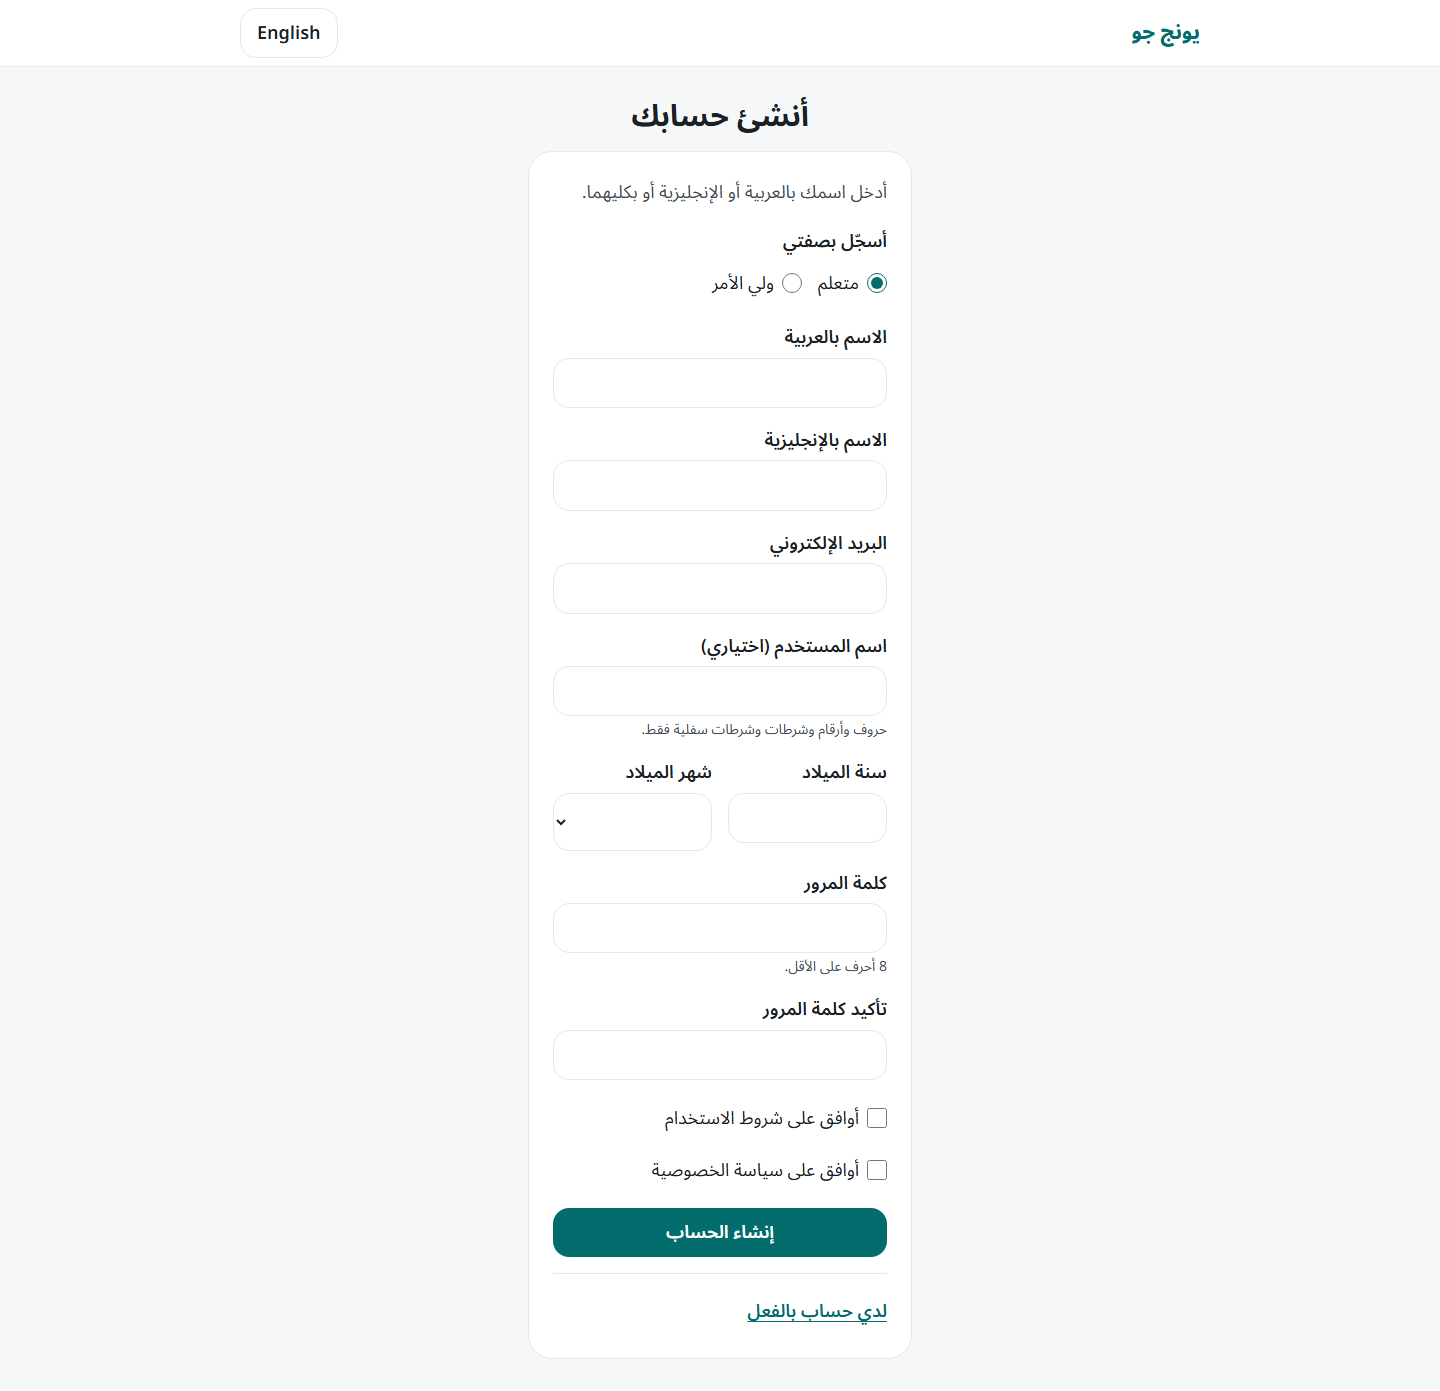 يونج جو
English
أنشئ حسابك
أدخل اسمك بالعربية أو الإنجليزية أو بكليهما.
أسجّل بصفتي
متعلم
ولي الأمر
الاسم بالعربية
الاسم بالإنجليزية
البريد الإلكتروني
اسم المستخدم (اختياري)
حروف وأرقام وشرطات وشرطات سفلية فقط.
سنة الميلاد
شهر الميلاد
كلمة المرور
8 أحرف على الأقل.
تأكيد كلمة المرور
أوافق على شروط الاستخدام
أوافق على سياسة الخصوصية
إنشاء الحساب
لدي حساب بالفعل